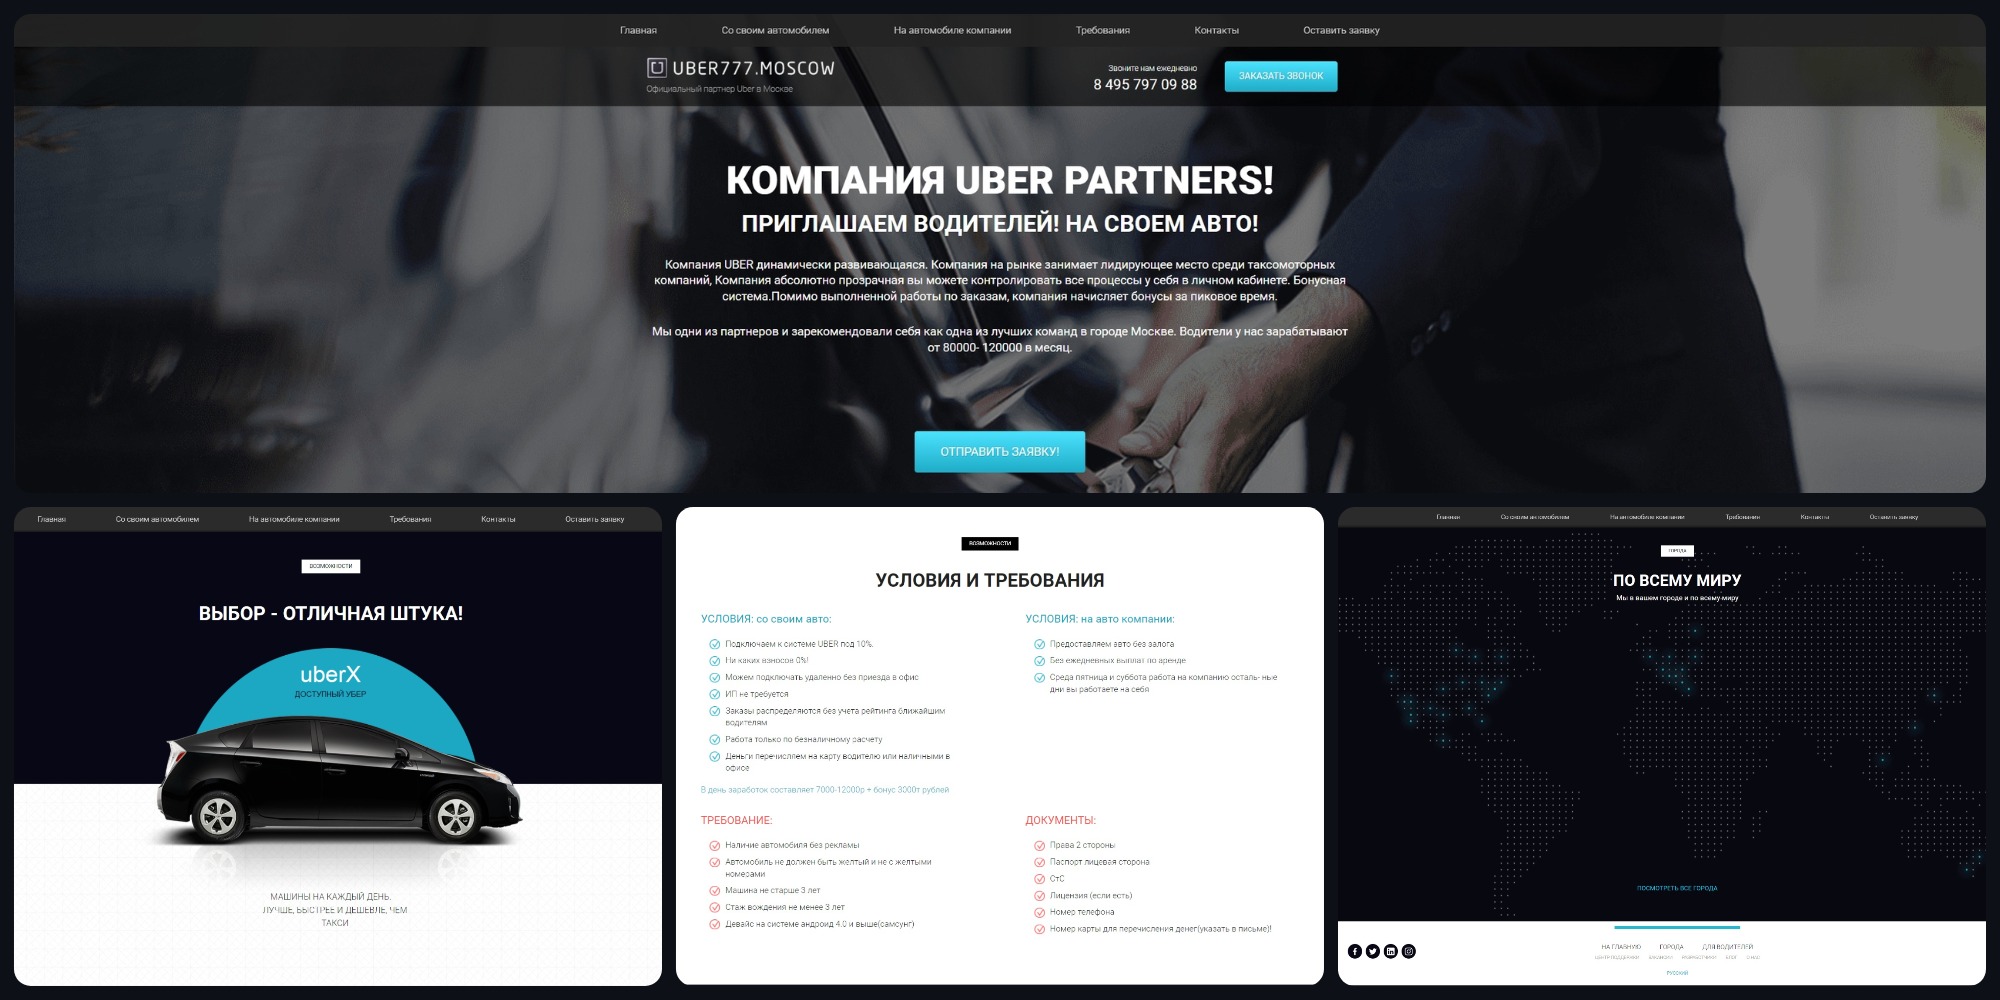 Главная Со своим автомобилем На автомобиле компании Требования Контакты Оставить заявку
UBER777.MOSCOW
Официальный партнер Uber в Москве
Звоните нам ежедневно
8 495 797 09 88
ЗАКАЗАТЬ ЗВОНОК
КОМПАНИЯ UBER PARTNERS!
ПРИГЛАШАЕМ ВОДИТЕЛЕЙ! НА СВОЕМ АВТО!
Компания UBER динамически развивающаяся. Компания на рынке занимает лидирующее место среди таксомоторных
компаний, Компания абсолютно прозрачная вы можете контролировать все процессы у себя в личном кабинете. Бонусная
система.Помимо выполненной работы по заказам, компания начисляет бонусы за пиковое время.
Мы одни из партнеров и зарекомендовали себя как одна из лучших команд в городе Москве. Водители у нас зарабатывают
от 80000- 120000 в месяц.
ОТПРАВИТЬ ЗАЯВКУ!
Главная Со своим автомобилем На автомобиле компании Требования Контакты Оставить заявку
ВОЗМОЖНОСТИ
ВЫБОР - ОТЛИЧНАЯ ШТУКА!
uberX
ДОСТУПНЫЙ УБЕР
МАШИНЫ НА КАЖДЫЙ ДЕНЬ.
ЛУЧШЕ, БЫСТРЕЕ И ДЕШЕВЛЕ, ЧЕМ
ТАКСИ
ВОЗМОЖНОСТИ
УСЛОВИЯ И ТРЕБОВАНИЯ
УСЛОВИЯ: со своим авто:
Подключаем к системе UBER под 10%.
Ни каких взносов 0%!
Можем подключать удаленно без приезда в офис
ИП не требуется
Заказы распределяются без учета рейтинга ближайшим
водителям
Работа только по безналичному расчету
Деньги перечисляем на карту водителю или наличными в
офисе
В день заработок составляет 7000-12000р + бонус 3000т рублей
УСЛОВИЯ: на авто компании:
Предоставляем авто без залога
Без ежедневных выплат по аренде
Среда пятница и суббота работа на компанию осталь- ные
дни вы работаете на себя
ТРЕБОВАНИЕ:
Наличие автомобиля без рекламы
Автомобиль не должен быть желтый и не с желтыми
номерами
Машина не старше 3 лет
Стаж вождения не менее 3 лет
Девайс на системе андроид 4.0 и выше(самсунг)
ДОКУМЕНТЫ:
Права 2 стороны
Паспорт лицевая сторона
СтС
Лицензия (если есть)
Номер телефона
Номер карты для перечисления денег(указать в письме)!
Главная Со своим автомобилем На автомобиле компании Требования Контакты Оставить заявку
ГОРОДА
ПО ВСЕМУ МИРУ
Мы в вашем городе и по всему-миру
ПОСМОТРЕТЬ ВСЕ ГОРОДА
НА ГЛАВНУЮ ГОРОДА ДЛЯ ВОДИТЕЛЕЙ
ЦЕНТР ПОДДЕРЖКИ ВАКАНСИИ РАЗРАБОТЧИКИ БЛОГ О НАС
РУССКИЙ